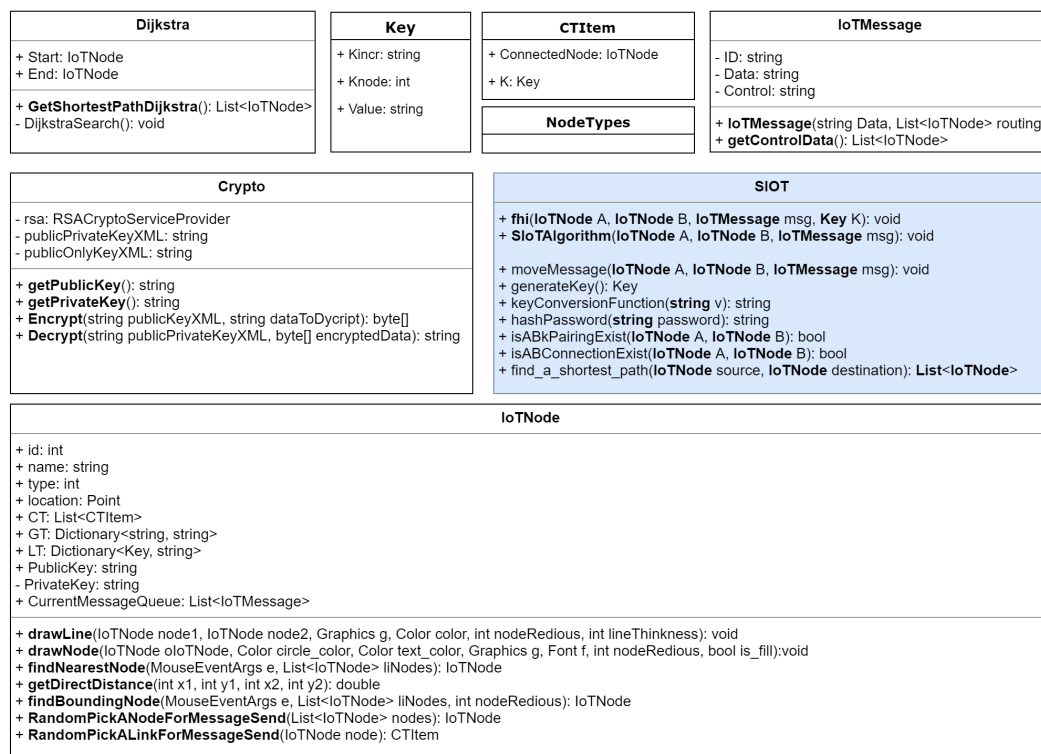 Dijkstra
+ Start: IoTNode
+ End: IoTNode
+ GetShortestPathDijkstra(): List<IoTNode>
- DijkstraSearch(): void
Key
+ Kincr: string
+ Knode: int
+ Value: string
CTItem
+ ConnectedNode: IoTNode
+ K: Key
NodeTypes
IoTMessage
- ID: string
- Data: string
- Control: string
+ IoTMessage(string Data, List<IoTNode> routing
+ getControlData(): List<IoTNode>
Crypto
- rsa: RSACryptoServiceProvider
- publicPrivateKeyXML: string
- publicOnlyKeyXML: string
+ getPublicKey(): string
+ getPrivateKey(): string
+ Encrypt(string publicKeyXML, string dataToDycript): byte[]
+ Decrypt(string publicPrivateKeyXML, byte[] encryptedData): string
SIOT
+ fhi(IoTNode A, IoTNode B, IoTMessage msg, Key K): void
+ SIoTAlgorithm(IoTNode A, IoTNode B, IoTMessage msg): void
+ moveMessage(IoTNode A, IoTNode B, IoTMessage msg): void
+ generateKey(): Key
+ keyConversionFunction(string v): string
+ hashPassword(string password): string
+ isABkPairingExist(IoTNode A, IoTNode B): bool
+ isABConnectionExist(IoTNode A, IoTNode B): bool
+ find_a_shortest_path(IoTNode source, IoTNode destination): List<IoTNode>
IoTNode
+ id: int
+ name: string
+ type: int
+ location: Point
+ CT: List<CTItem>
+ GT: Dictionary<string, string>
+ LT: Dictionary<Key, string>
+ PublicKey: string
- PrivateKey: string
+ CurrentMessageQueue: List<IoTMessage>
+ drawLine(IoTNode node1, IoTNode node2, Graphics g, Color color, int nodeRedious, int lineThinkness): void
+ drawNode(IoTNode oIoTNode, Color circle_color, Color text_color, Graphics g, Font f, int nodeRedious, bool is_fill):void
+ findNearestNode(MouseEventArgs e, List<IoTNode> liNodes): IoTNode
+ getDirectDistance(int x1, int y1, int x2, int y2): double
+ findBoundingNode(MouseEventArgs e, List<IoTNode> liNodes, int nodeRedious): IoTNode
+ RandomPickANodeForMessageSend(List<IoTNode> nodes): IoTNode
+ RandomPickALinkForMessageSend(IoTNode node): CTItem